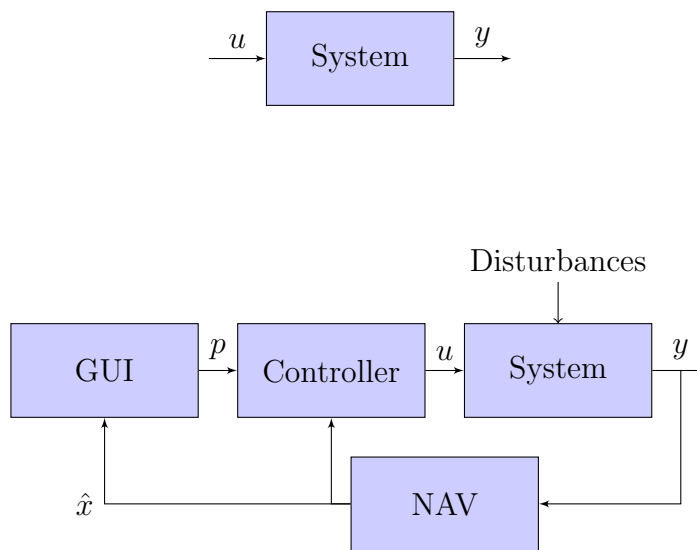 u System y
Disturbances
GUI p Controller u System y
x̂ NAV